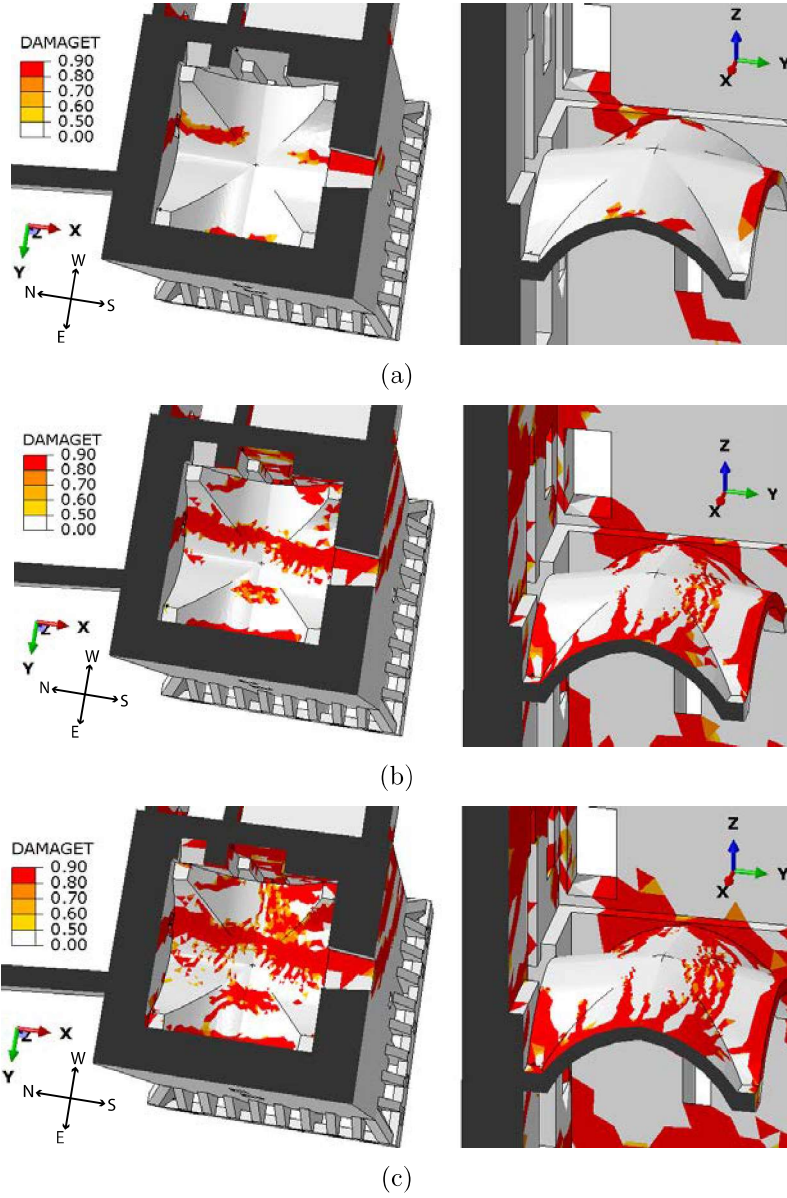 DAMAGET
0.90
0.80
0.70
0.60
0.50
0.00
Z X
Y
W
N S
E
Z
Y
X
(a)
DAMAGET
0.90
0.80
0.70
0.60
0.50
0.00
Z X
Y
W
N S
E
Z
Y
X
(b)
DAMAGET
0.90
0.80
0.70
0.60
0.50
0.00
Z X
Y
W
N S
E
Z
Y
X
(c)